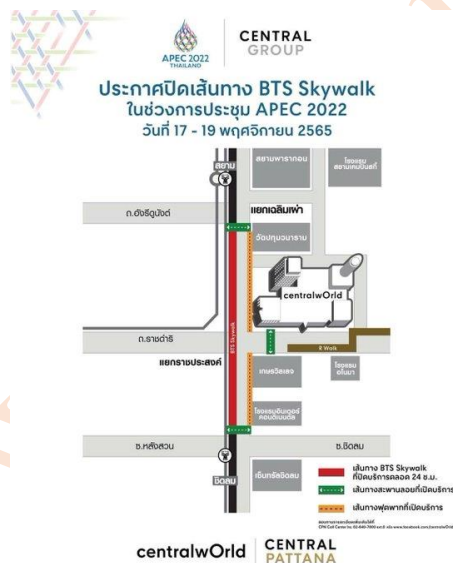 APEC 2022
THAILAND
CENTRAL
GROUP
ประกาศปิดเส้นทาง BTS Skywalk
ในช่วงการประชุม APEC 2022
วันที่ 17 - 19 พฤศจิกายน 2565
สยาม
สยามพารากอน
โรงแรม
สยามเคมปินสกี้
ถ.อังรีดูนังต์
แยกเฉลิมเผ่า
วัดปทุมวนาราม
centralwOrld
ถ.ราชดำริ
BTS Skywalk
R Walk
แยกราชประสงค์
เกษรวิลเลจ
โรงแรม
อโนมา
โรงแรมอินเตอร์
คอนติเนนตัล
ซ.หลังสวน
ซ.ชิดลม
ชิดลม
เซ็นทรัลชิดลม
เส้นทาง BTS Skywalk
ที่ปิดบริการตลอด 24 ช.ม.
เส้นทางสะพานลอยที่เปิดบริการ
เส้นทางฟุตพาทที่เปิดบริการ
centralwOrld
CENTRAL
PATTANA